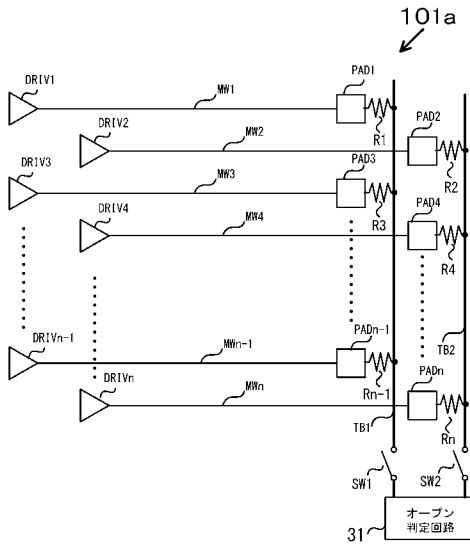 101a
DRIV1
MW1
PAD1
R1
DRIV2
MW2
PAD2
R2
DRIV3
MW3
PAD3
R3
DRIV4
MW4
PAD4
R4
DRIVn-1
MWn-1
PADn-1
Rn-1
TB2
DRIVn
MWn
PADn
Rn
TB1
SW1
SW2
31
オープン
判定回路